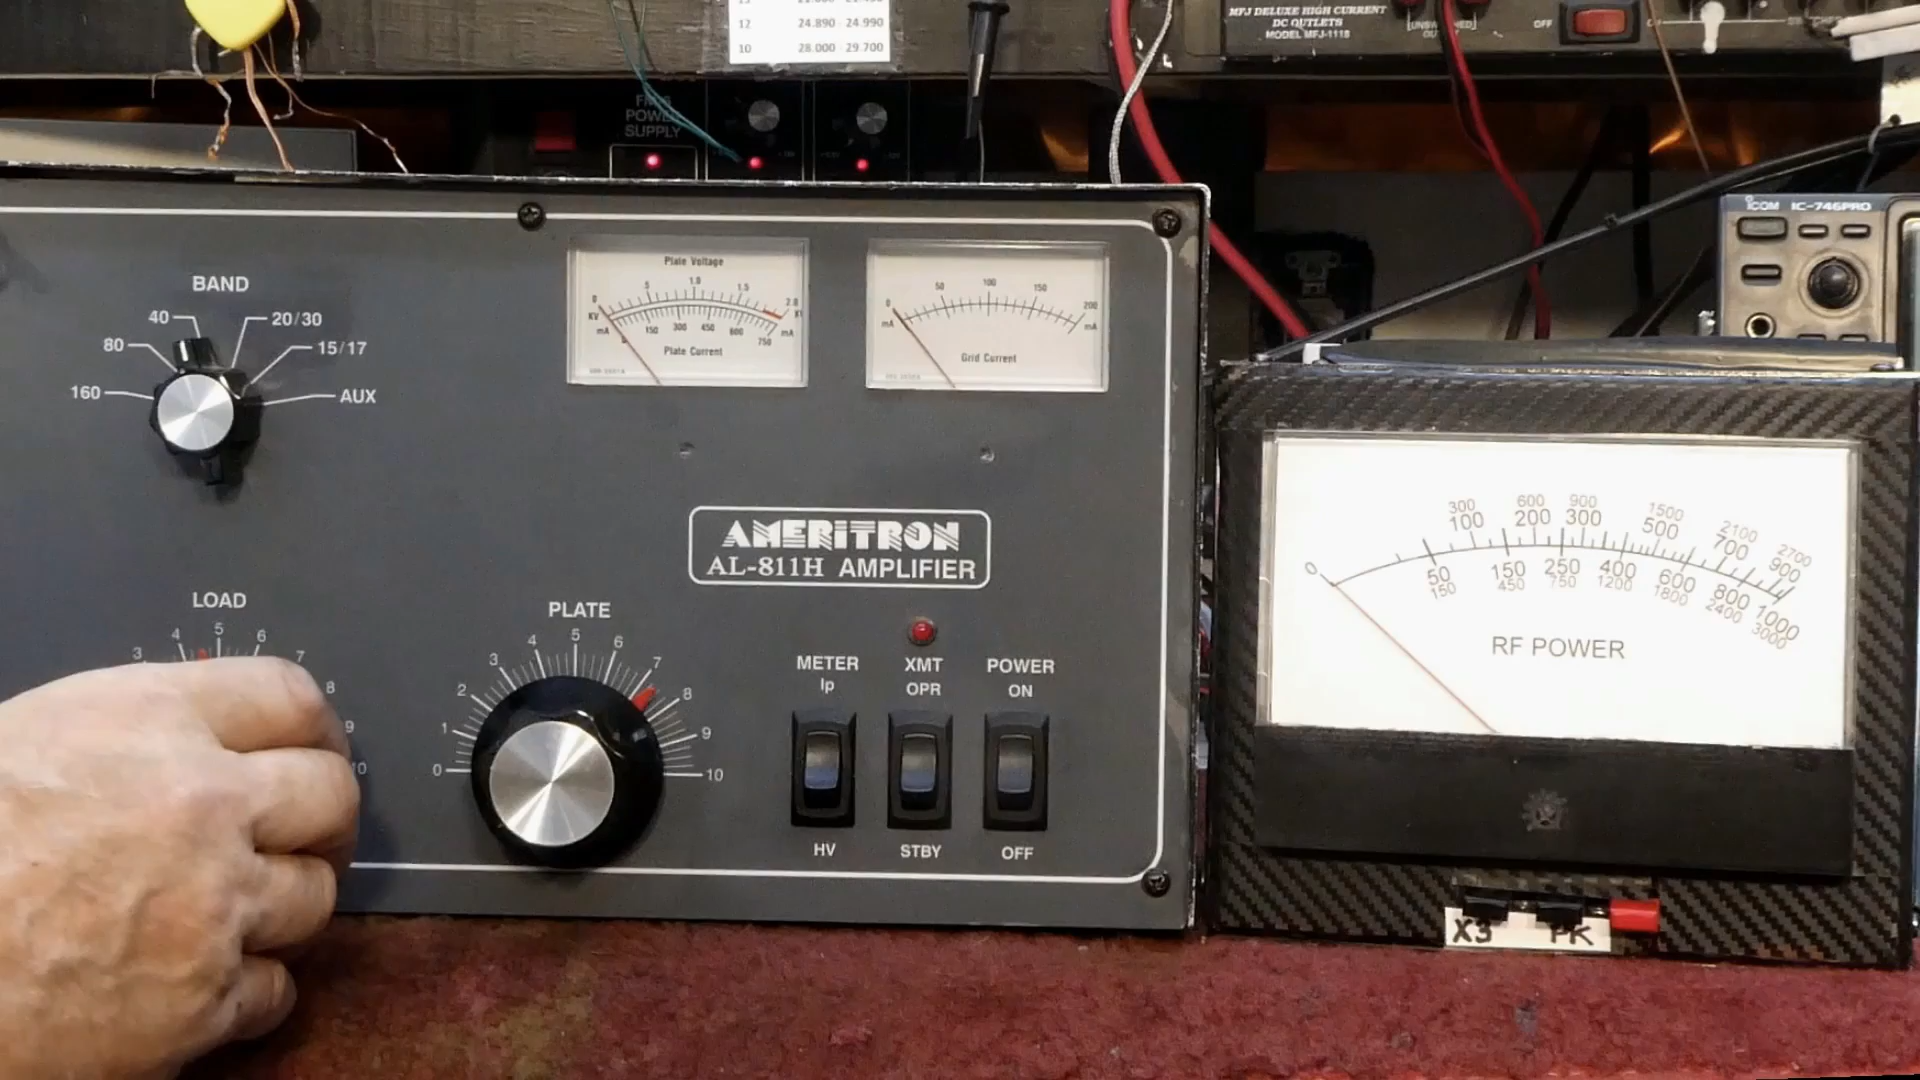 12 24.890 - 24.990
10 28.000 - 29.700
MFJ DELUXE HIGH CURRENT
DC OUTLETS
MODEL MFJ-1118
OFF
POWER
SUPPLY
ICOM IC-746PRO
BAND
160
80
40
20/30
15/17
AUX
Plate Voltage
0 .5 1.0 1.5 2.0
KV
mA 150 300 450 600 750 mA
Plate Current
0 50 100 150 200
mA mA
Grid Current
AMERITRON
AL-811H AMPLIFIER
LOAD
3 4 5 6 7 8 9 10
PLATE
0 1 2 3 4 5 6 7 8 9 10
METER
Ip
HV
XMT
OPR
STBY
POWER
ON
OFF
300 600 900 1500 2100 2700
100 200 300 500 700 900
0
50 150 250 400 600 800 1000
150 450 750 1200 1800 2400 3000
RF POWER
X3 PK